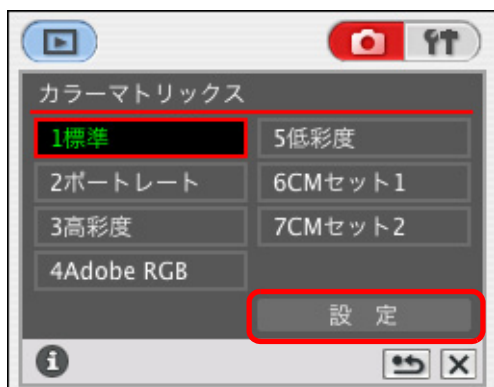 カラーマトリックス
1標準
2ポートレート
3高彩度
4Adobe RGB
5低彩度
6CMセット1
7CMセット2
設 定